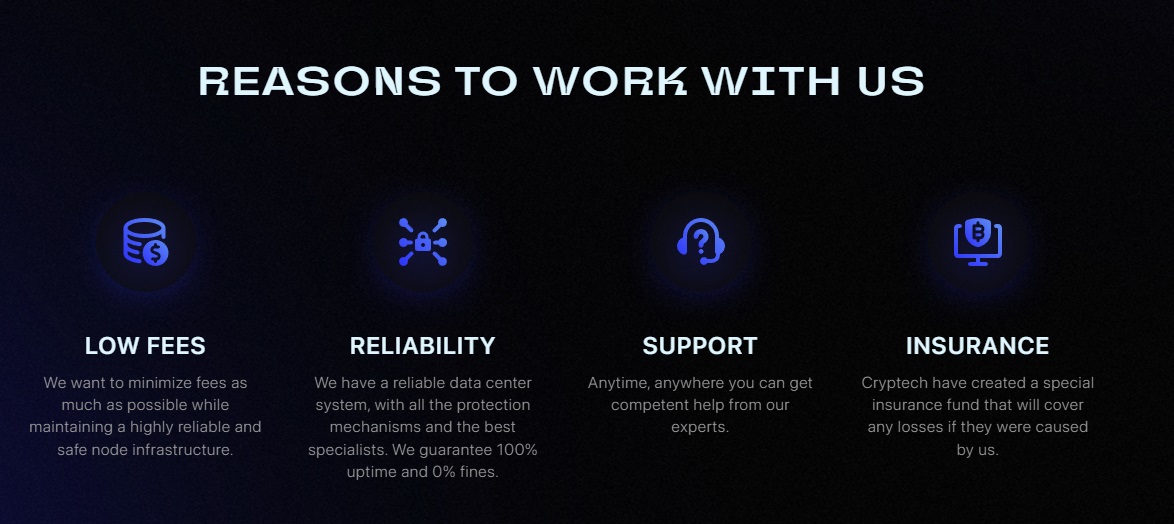 REASONS TO WORK WITH US
LOW FEES
We want to minimize fees as
much as possible while
maintaining a highly reliable and
safe node infrastructure.
RELIABILITY
We have a reliable data center
system, with all the protection
mechanisms and the best
specialists. We guarantee 100%
uptime and 0% fines.
SUPPORT
Anytime, anywhere you can get
competent help from our
experts.
INSURANCE
Cryptech have created a special
insurance fund that will cover
any losses if they were caused
by us.